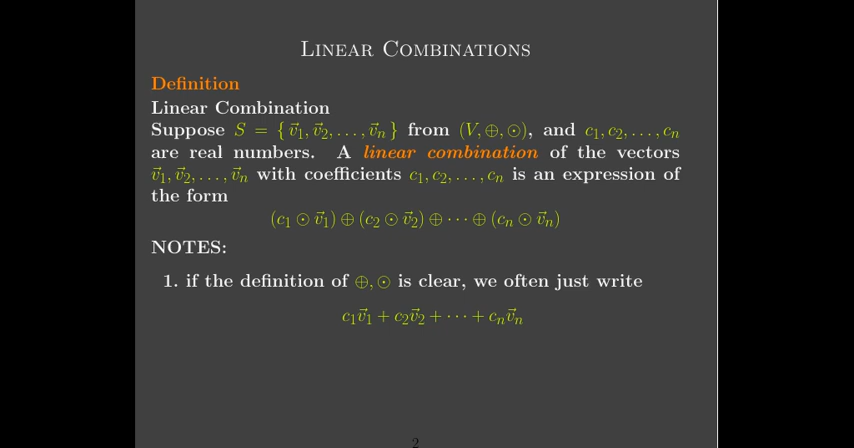 Linear Combinations
Definition
Linear Combination
Suppose S = { v⃗₁, v⃗₂, . . . , v⃗ₙ } from (V, ⊕, ⊙), and c₁, c₂, . . . , cₙ
are real numbers. A linear combination of the vectors
v⃗₁, v⃗₂, . . . , v⃗ₙ with coefficients c₁, c₂, . . . , cₙ is an expression of
the form
(c₁ ⊙ v⃗₁) ⊕ (c₂ ⊙ v⃗₂) ⊕ · · · ⊕ (cₙ ⊙ v⃗ₙ)
NOTES:
1. if the definition of ⊕, ⊙ is clear, we often just write
c₁v⃗₁ + c₂v⃗₂ + · · · + cₙv⃗ₙ
2